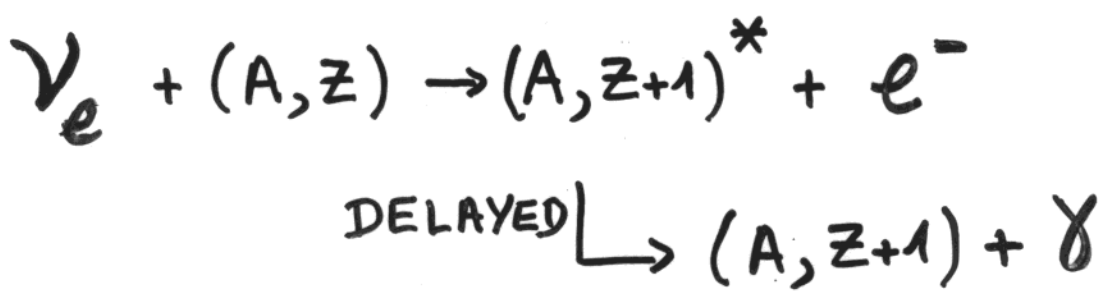 νe + (A,Z) → (A,Z+1)* + e⁻
DELAYED ↳ (A,Z+1) + γ